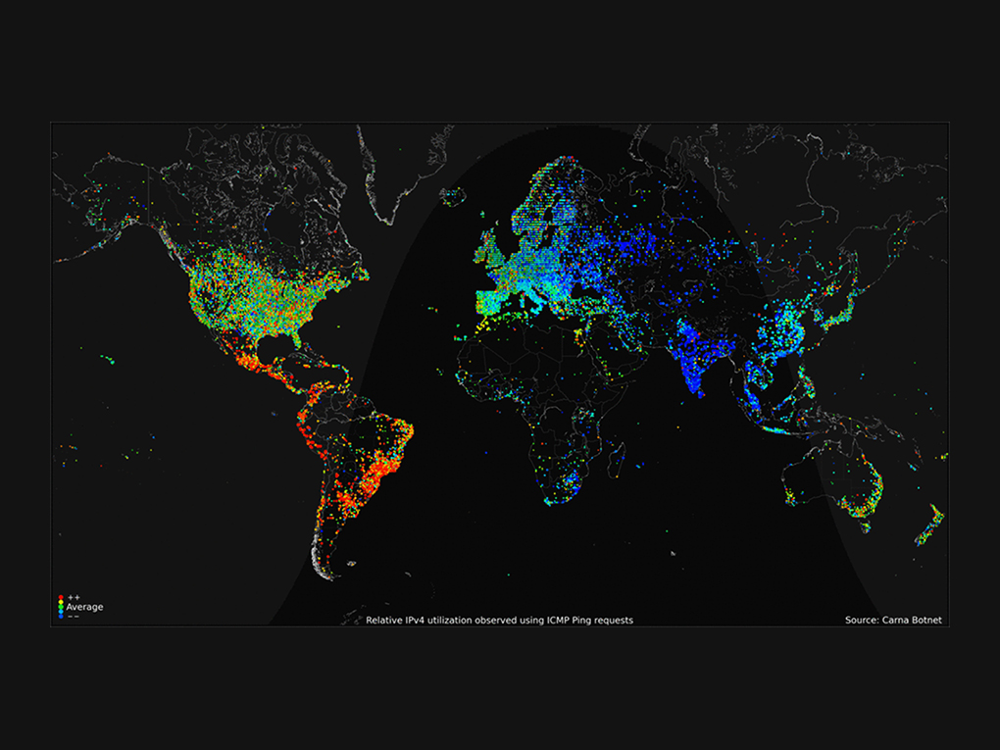 ++
Average
--
Relative IPv4 utilization observed using ICMP Ping requests
Source: Carna Botnet